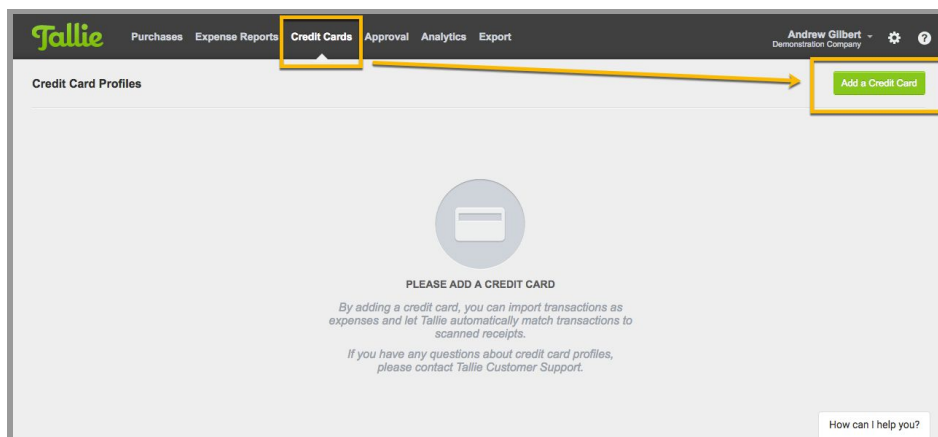 Tallie Purchases Expense Reports Credit Cards Approval Analytics Export Andrew Gilbert
Demonstration Company
Credit Card Profiles Add a Credit Card
PLEASE ADD A CREDIT CARD
By adding a credit card, you can import transactions as
expenses and let Tallie automatically match transactions to
scanned receipts.
If you have any questions about credit card profiles,
please contact Tallie Customer Support.
How can I help you?